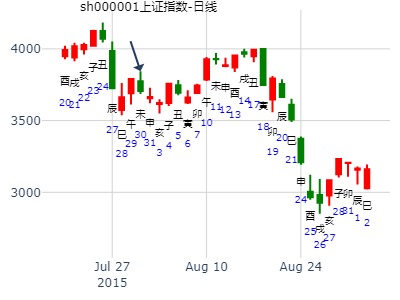 sh000001上证指数-日线
4000
3500
3000
酉 戌 亥 子 丑 辰 巳 午 未 申 亥 子 丑 寅 卯 午 未 申 酉 戌 丑 寅 卯 辰 巳 申 酉 戌 亥 子 卯 辰 巳
20 21 22 23 24 27 28 29 30 31 3 4 5 6 7 10 11 12 13 14 17 18 19 20 21 24 25 26 27 28 31 1 2
Jul 27 Aug 10 Aug 24
2015